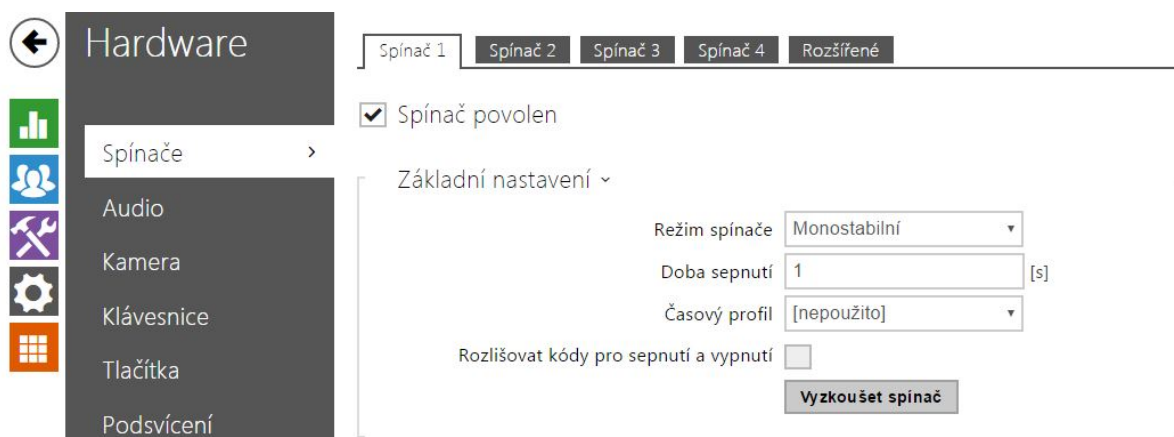 Hardware
Spínače
Audio
Kamera
Klávesnice
Tlačítka
Podsvícení
Spínač 1 Spínač 2 Spínač 3 Spínač 4 Rozšířené
Spínač povolen
Základní nastavení
Režim spínače Monostabilní
Doba sepnutí 1 [s]
Časový profil [nepoužito]
Rozlišovat kódy pro sepnutí a vypnutí
Vyzkoušet spínač